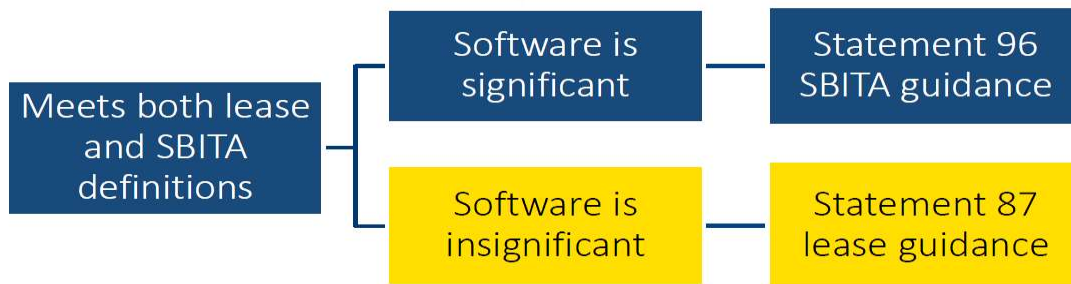 Meets both lease
and SBITA
definitions
Software is
significant
Statement 96
SBITA guidance
Software is
insignificant
Statement 87
lease guidance